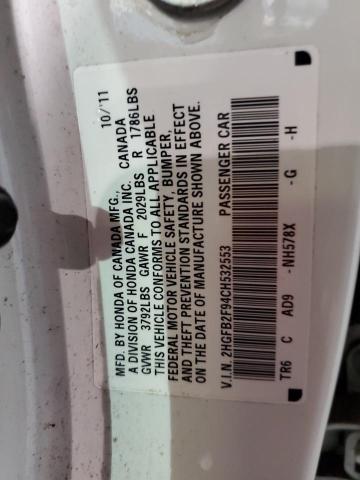 MFD. BY HONDA OF CANADA MFG., 10/'11
A DIVISION OF HONDA CANADA INC. CANADA
GVWR 3792LBS GAWR F 2029LBS R 1786LBS
THIS VEHICLE CONFORMS TO ALL APPLICABLE
FEDERAL MOTOR VEHICLE SAFETY, BUMPER,
AND THEFT PREVENTION STANDARDS IN EFFECT
ON THE DATE OF MANUFACTURE SHOWN ABOVE.
V.I.N. 2HGFB2F94CH532553 PASSENGER CAR
TR6 C AD9 -NH578X -G -H